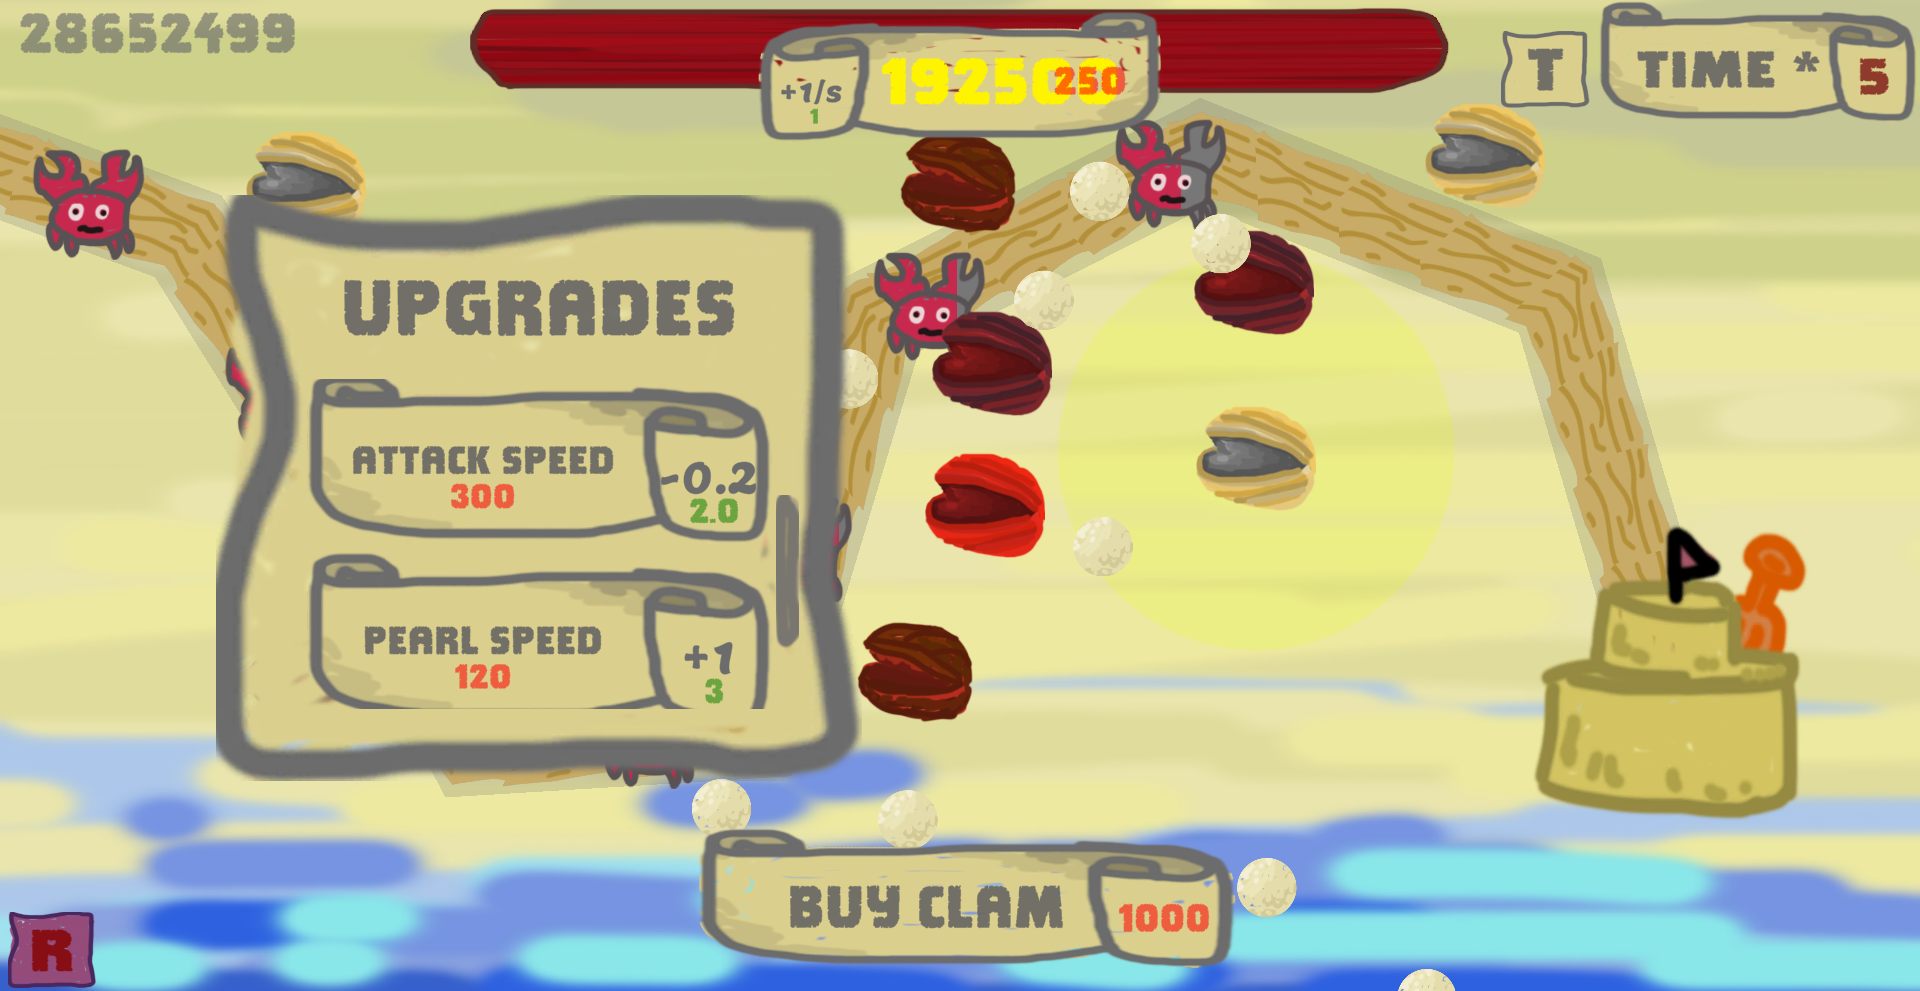 28652499
+1/s
1
250
T
TIME *
5
UPGRADES
ATTACK SPEED
300
-0.2
2.0
PEARL SPEED
120
+1
3
BUY CLAM
1000
R